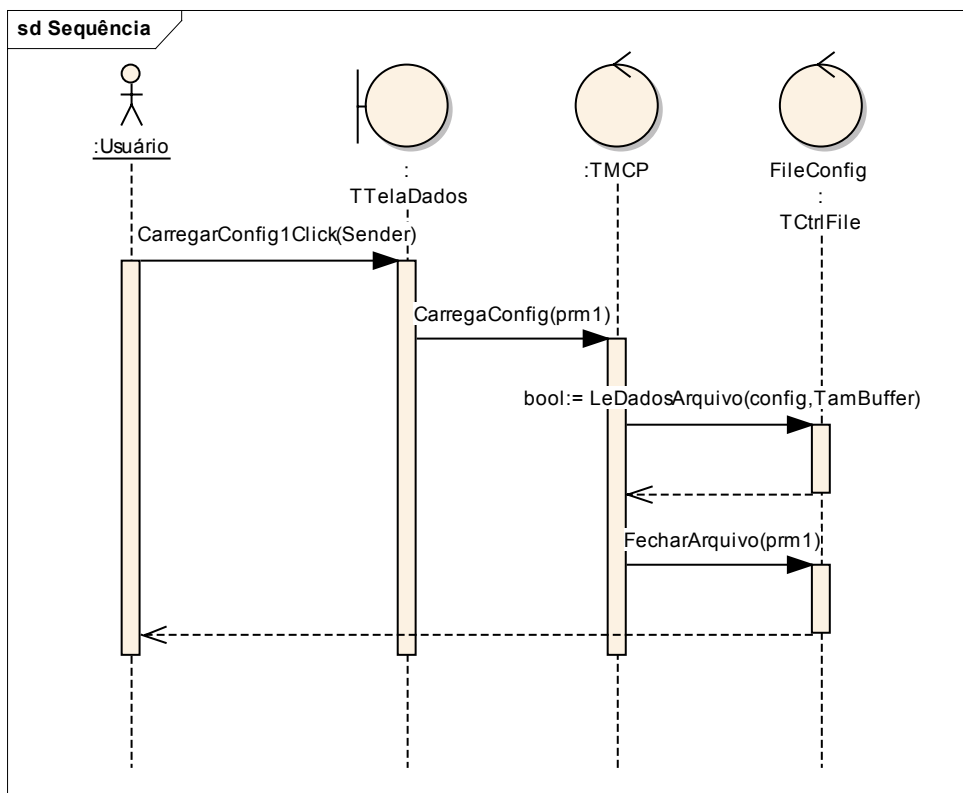 sd Sequência
:Usuário
:
TTelaDados
:TMCP
FileConfig
:
TCtrlFile
CarregarConfig1Click(Sender)
CarregaConfig(prm1)
bool:= LeDadosArquivo(config,TamBuffer)
FecharArquivo(prm1)